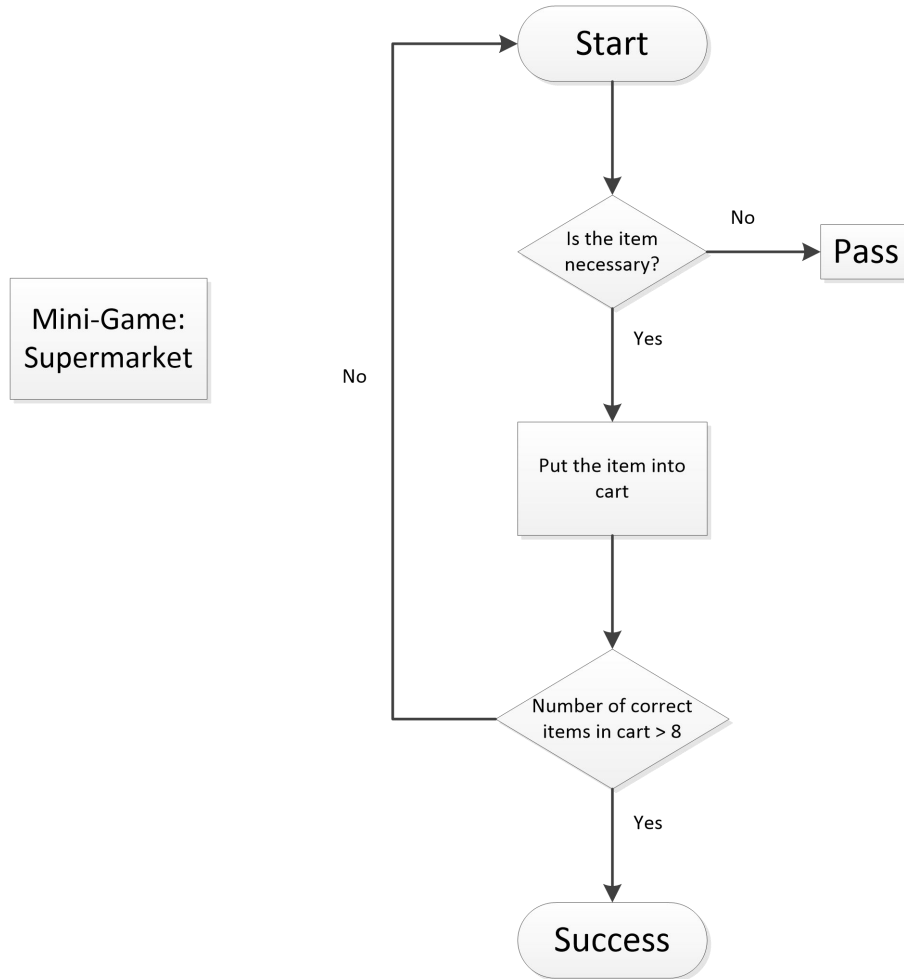 Start
No
Is the item
necessary?
Pass
Mini-Game:
Supermarket
Yes
No
Put the item into
cart
Number of correct
items in cart > 8
Yes
Success